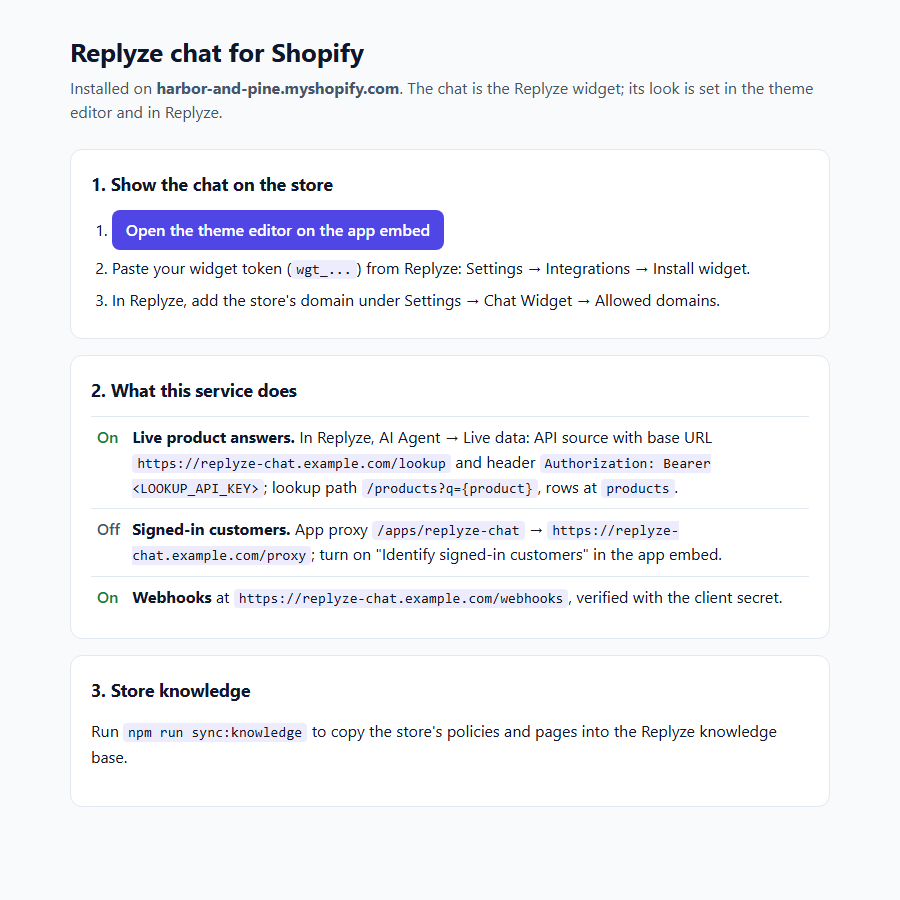 Replyze chat for Shopify
Installed on harbor-and-pine.myshopify.com. The chat is the Replyze widget; its look is set in the theme
editor and in Replyze.
1. Show the chat on the store
1. Open the theme editor on the app embed
2. Paste your widget token (wgt_...) from Replyze: Settings → Integrations → Install widget.
3. In Replyze, add the store's domain under Settings → Chat Widget → Allowed domains.
2. What this service does
On Live product answers. In Replyze, AI Agent → Live data: API source with base URL
https://replyze-chat.example.com/lookup and header Authorization: Bearer
<LOOKUP_API_KEY>; lookup path /products?q={product}, rows at products.
Off Signed-in customers. App proxy /apps/replyze-chat → https://replyze-
chat.example.com/proxy; turn on "Identify signed-in customers" in the app embed.
On Webhooks at https://replyze-chat.example.com/webhooks, verified with the client secret.
3. Store knowledge
Run npm run sync:knowledge to copy the store's policies and pages into the Replyze knowledge
base.